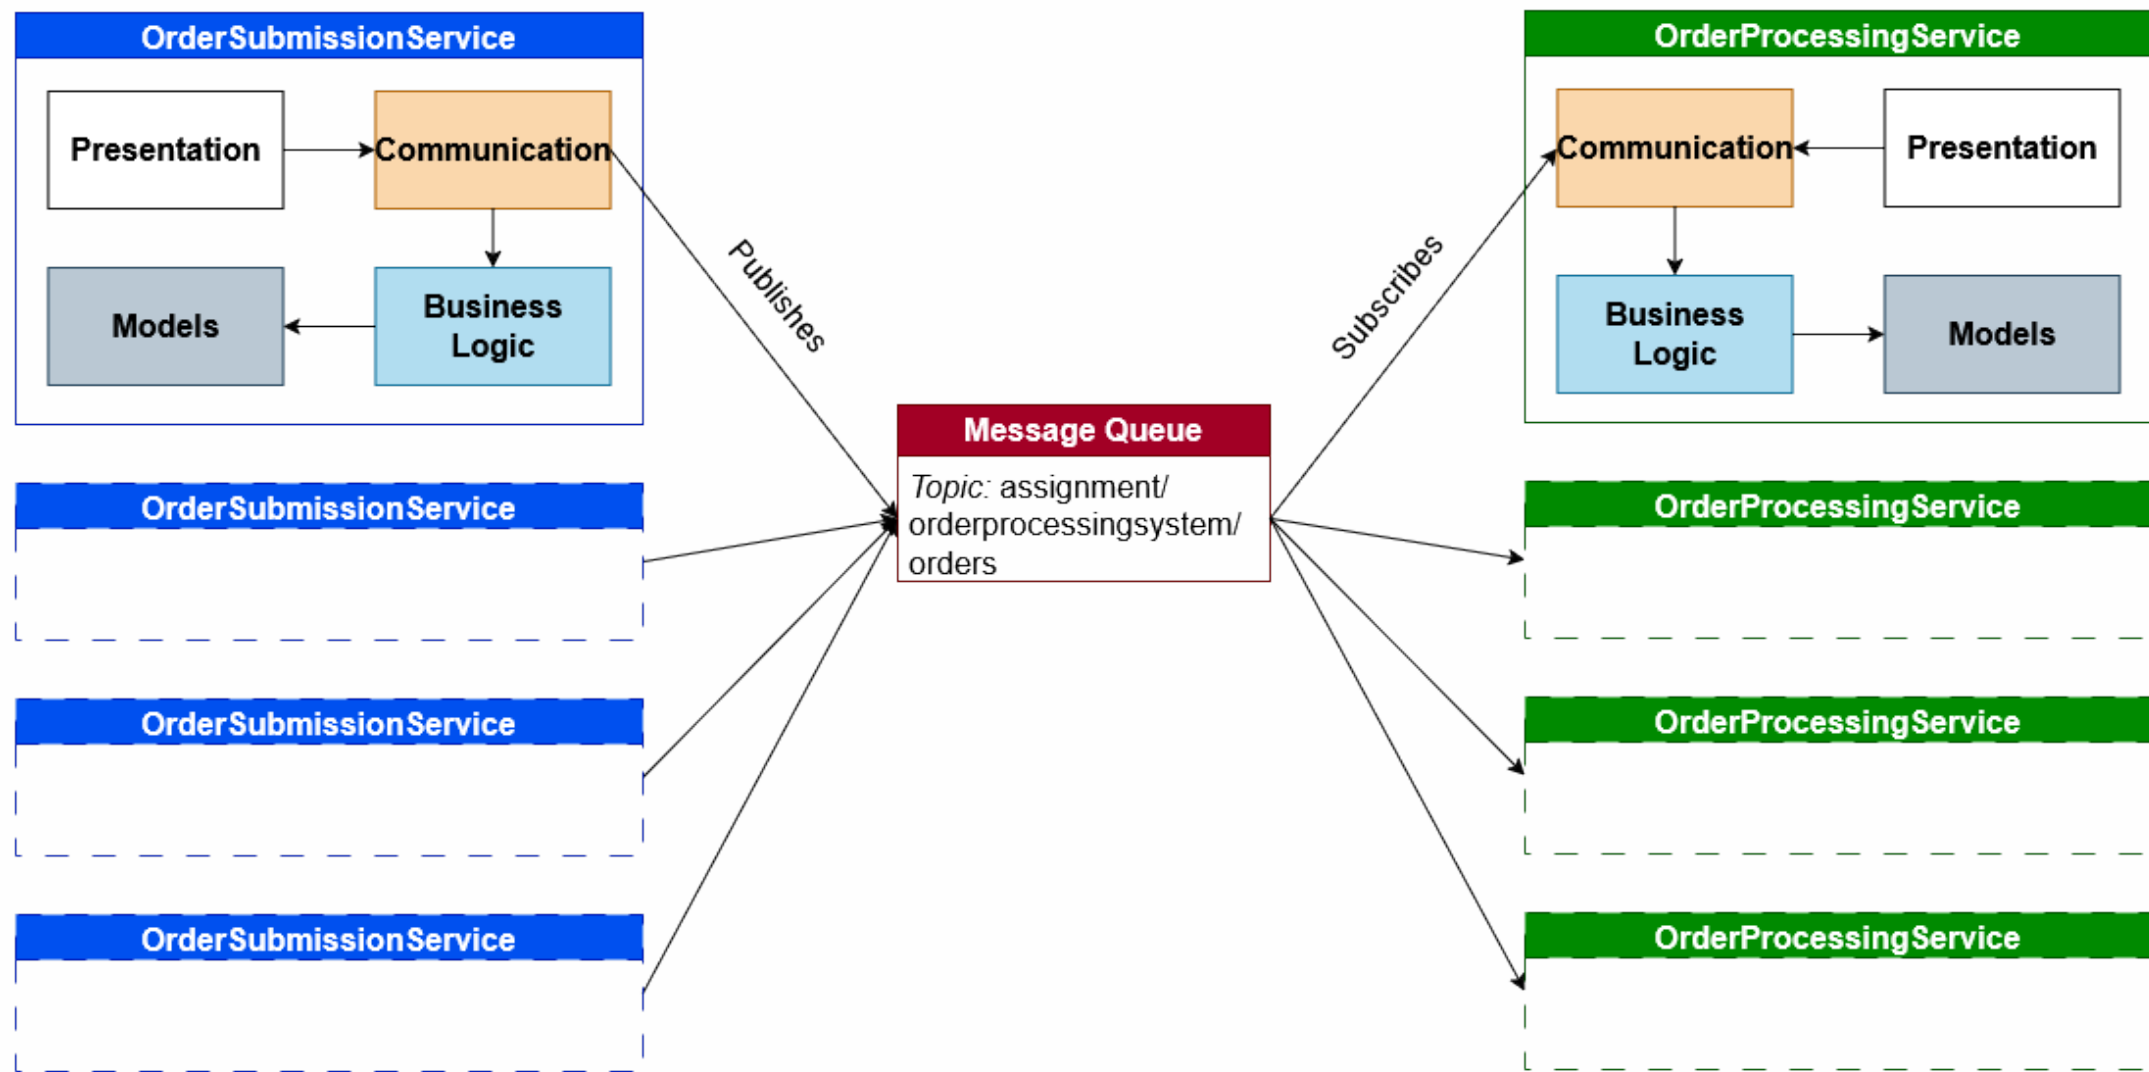 OrderSubmissionService
Presentation
Communication
Models
Business
Logic
Publishes
OrderSubmissionService
OrderSubmissionService
OrderSubmissionService
Message Queue
Topic: assignment/
orderprocessingsystem/
orders
Subscribes
OrderProcessingService
Communication
Presentation
Business
Logic
Models
OrderProcessingService
OrderProcessingService
OrderProcessingService